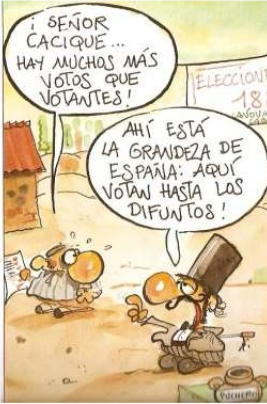 ¡SEÑOR
CACIQUE...
HAY MUCHOS MÁS
VOTOS QUE
VOTANTES!
ELECCION
18
AHÍ ESTÁ
LA GRANDEZA DE
ESPAÑA: AQUÍ
VOTAN HASTA LOS
DIFUNTOS!
PUCHERO